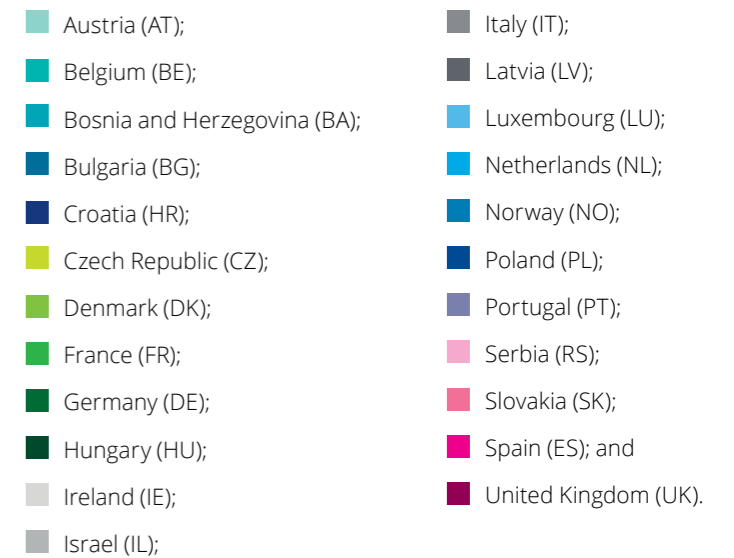 Austria (AT);
Belgium (BE);
Bosnia and Herzegovina (BA);
Bulgaria (BG);
Croatia (HR);
Czech Republic (CZ);
Denmark (DK);
France (FR);
Germany (DE);
Hungary (HU);
Ireland (IE);
Israel (IL);
Italy (IT);
Latvia (LV);
Luxembourg (LU);
Netherlands (NL);
Norway (NO);
Poland (PL);
Portugal (PT);
Serbia (RS);
Slovakia (SK);
Spain (ES); and
United Kingdom (UK).